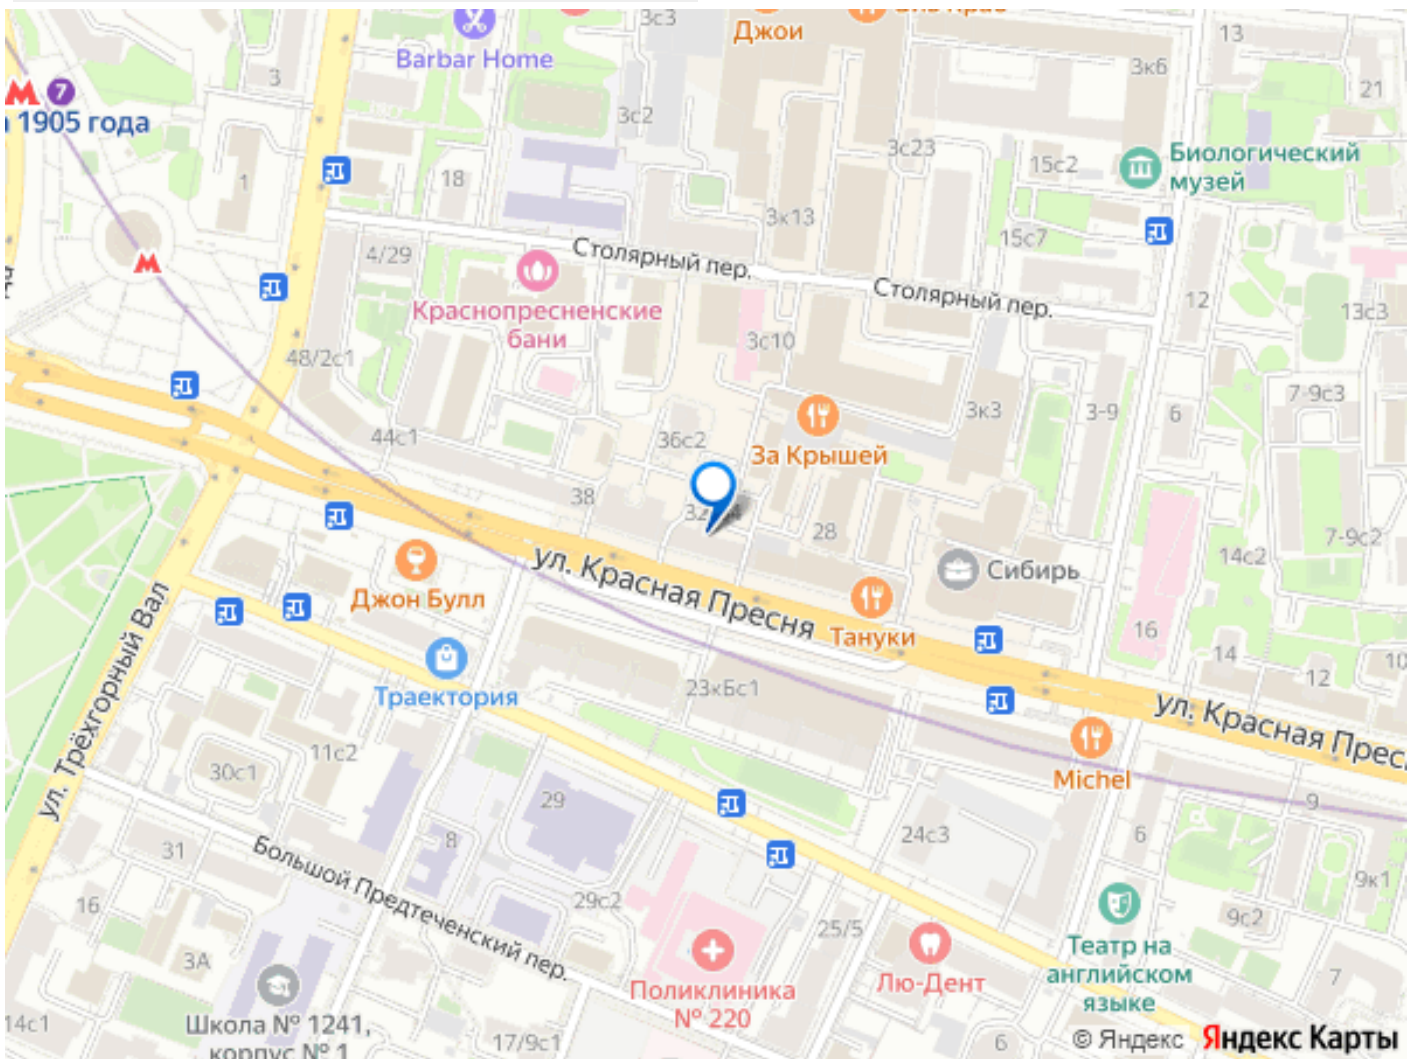 3с3
Джои
13
Barbar Home
3
3к6
21
7
1905 года
3с2
3с23
15с2
Биологический
музей
1
18
3к13
15с7
Столярный пер.
4/29
Столярный пер.
12
13с3
Краснопресненские
бани
3с10
48/2с1
7-9с3
3к3
3-9
6
44с1
36с2
За Крышей
38
28
7-9с2
14с2
ул. Красная Пресня
Сибирь
Джон Булл
Тануки
16
14
12
10
ул. Трёхгорный Вал
Траектория
23кБс1
ул. Красная Прес
11с2
30с1
Michel
29
9
8
24с3
6
31
Большой Предтеченский пер.
9к1
16
29с2
25/5
9с2
Театр на
английском
языке
3А
Лю-Дент
7
Поликлиника
№ 220
14с1
Школа № 1241,
корпус № 1
17/9с1
6
© Яндекс Яндекс Карты